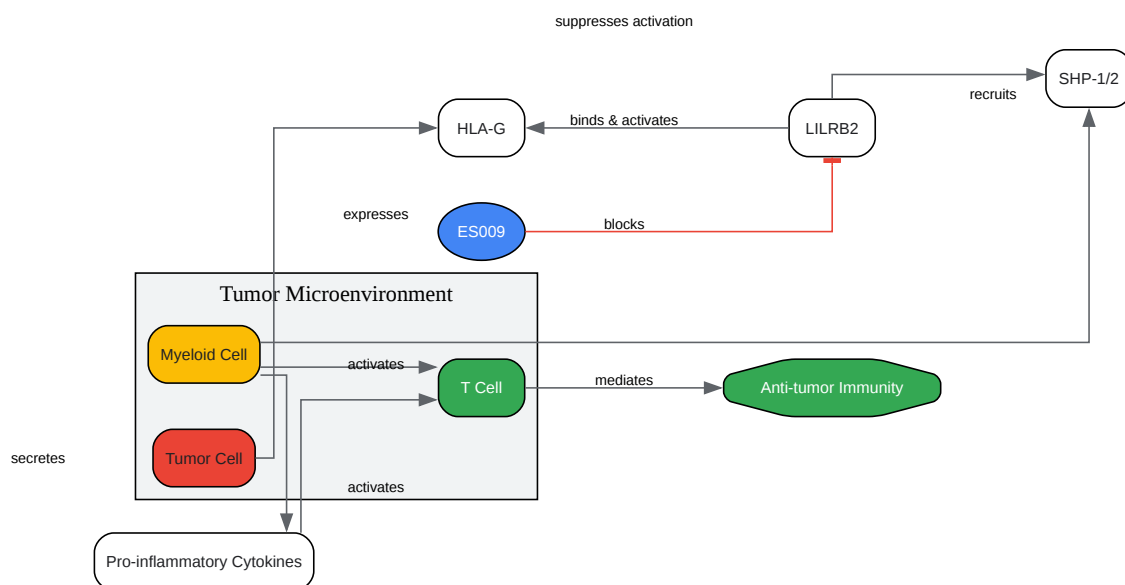 suppresses activation
SHP-1/2
recruits
HLA-G
binds & activates
LILRB2
expresses
ES009
blocks
Tumor Microenvironment
Myeloid Cell
activates
T Cell
mediates
Anti-tumor Immunity
secretes
Tumor Cell
activates
Pro-inflammatory Cytokines